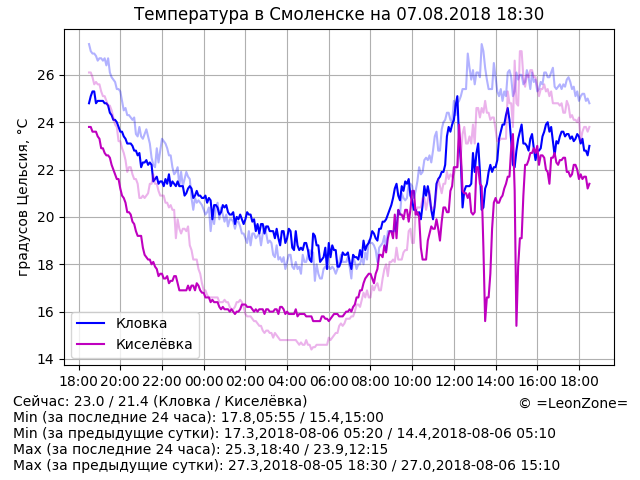 Температура в Смоленске на 07.08.2018 18:30
градусов Цельсия, °C
26
24
22
20
18
16
14
Кловка
Киселёвка
18:00 20:00 22:00 00:00 02:00 04:00 06:00 08:00 10:00 12:00 14:00 16:00 18:00
Сейчас: 23.0 / 21.4 (Кловка / Киселёвка)
© =LeonZone=
Min (за последние 24 часа): 17.8,05:55 / 15.4,15:00
Min (за предыдущие сутки): 17.3,2018-08-06 05:20 / 14.4,2018-08-06 05:10
Max (за последние 24 часа): 25.3,18:40 / 23.9,12:15
Max (за предыдущие сутки): 27.3,2018-08-05 18:30 / 27.0,2018-08-06 15:10